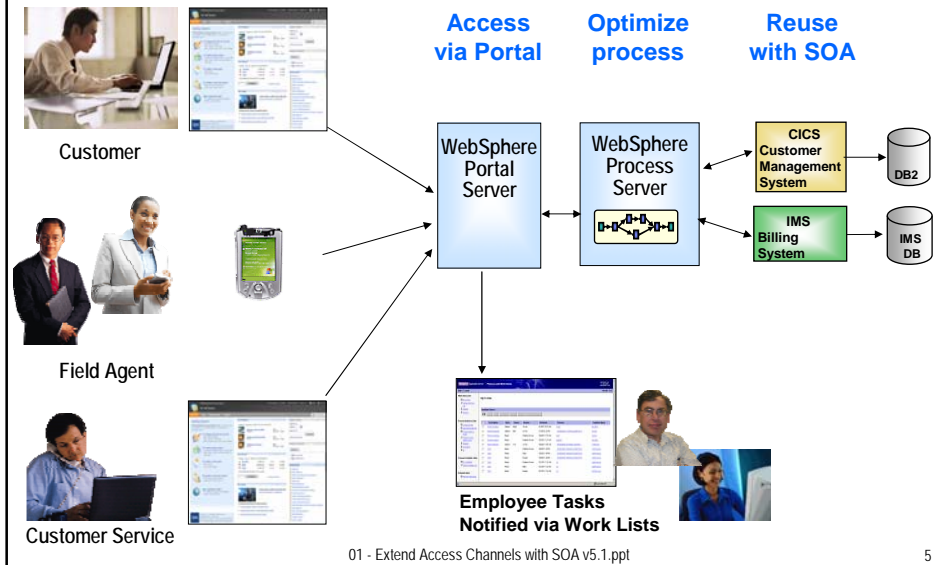 Access
via Portal
Optimize
process
Reuse
with SOA
Customer
WebSphere
Portal
Server
WebSphere
Process
Server
CICS
Customer
Management
System
DB2
IMS
Billing
System
IMS
DB
Field Agent
Customer Service
Employee Tasks
Notified via Work Lists
01 - Extend Access Channels with SOA v5.1.ppt
5